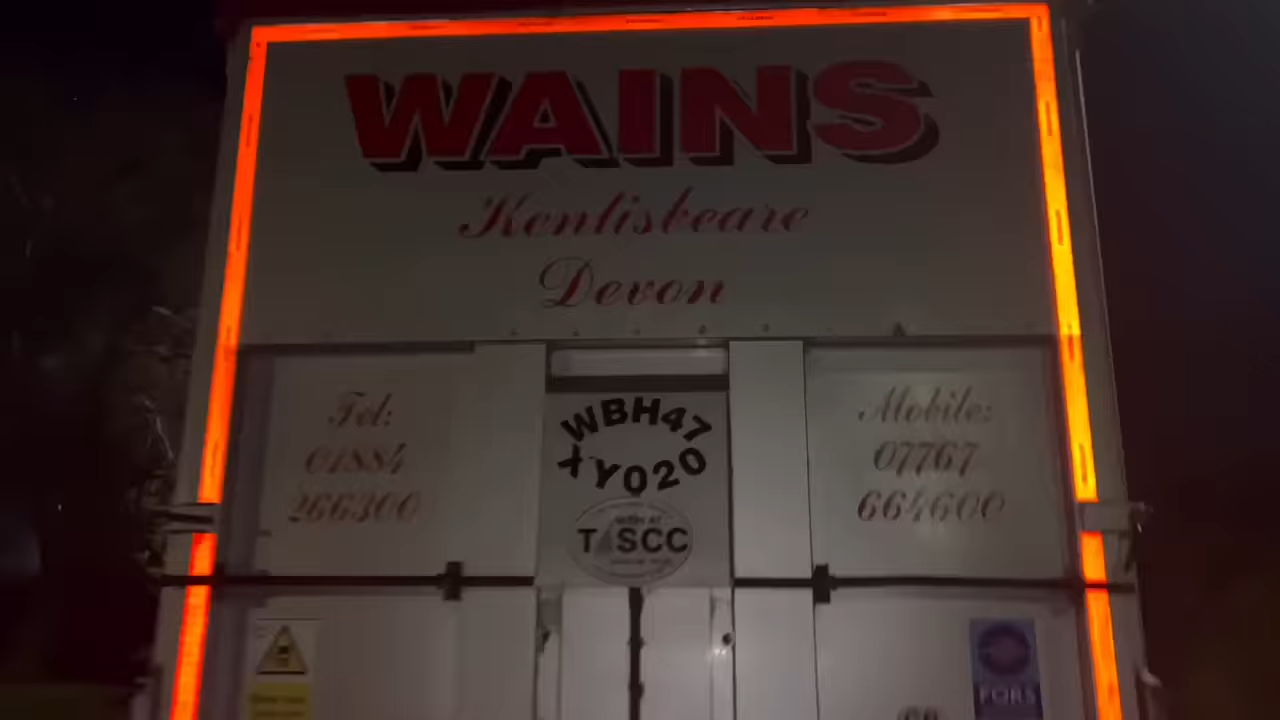 WAINS
Kentisbeare
Devon
Tel:
01884
266300
Mobile:
07767
664600
WBH47
XY020
TASCC
FORS